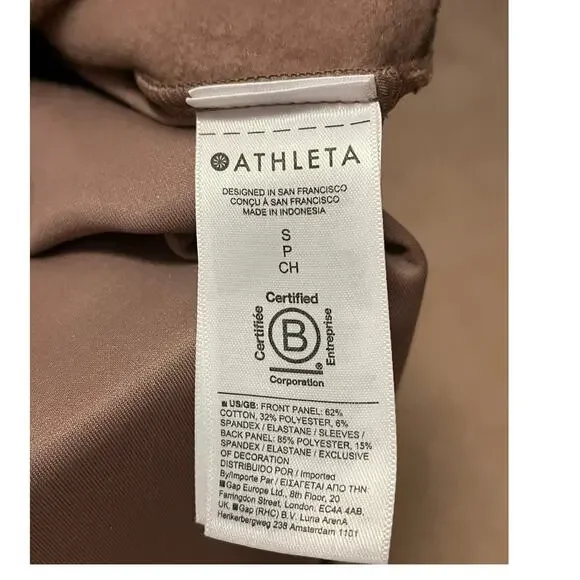 ATHLETA
DESIGNED IN SAN FRANCISCO
CONÇU À SAN FRANCISCO
MADE IN INDONESIA
S
P
CH
Certified
Certifiée
B
Entreprise
®
Corporation
US/GB: FRONT PANEL: 62%
COTTON, 32% POLYESTER, 6%
SPANDEX / ELASTANE / SLEEVES /
BACK PANEL: 85% POLYESTER, 15%
SPANDEX / ELASTANE / EXCLUSIVE
OF DECORATION
DISTRIBUIDO POR / Imported
By/Importe Par / ΕΙΣΑΓΕΤΑΙ ΑΠΟ ΤΗΝ
Gap Europe Ltd., 8th Floor, 20
Farringdon Street, London. EC4A 4AB,
UK, Gap (RHC) B.V. Luna ArenA
Herikerbergweg 238 Amsterdam 1101